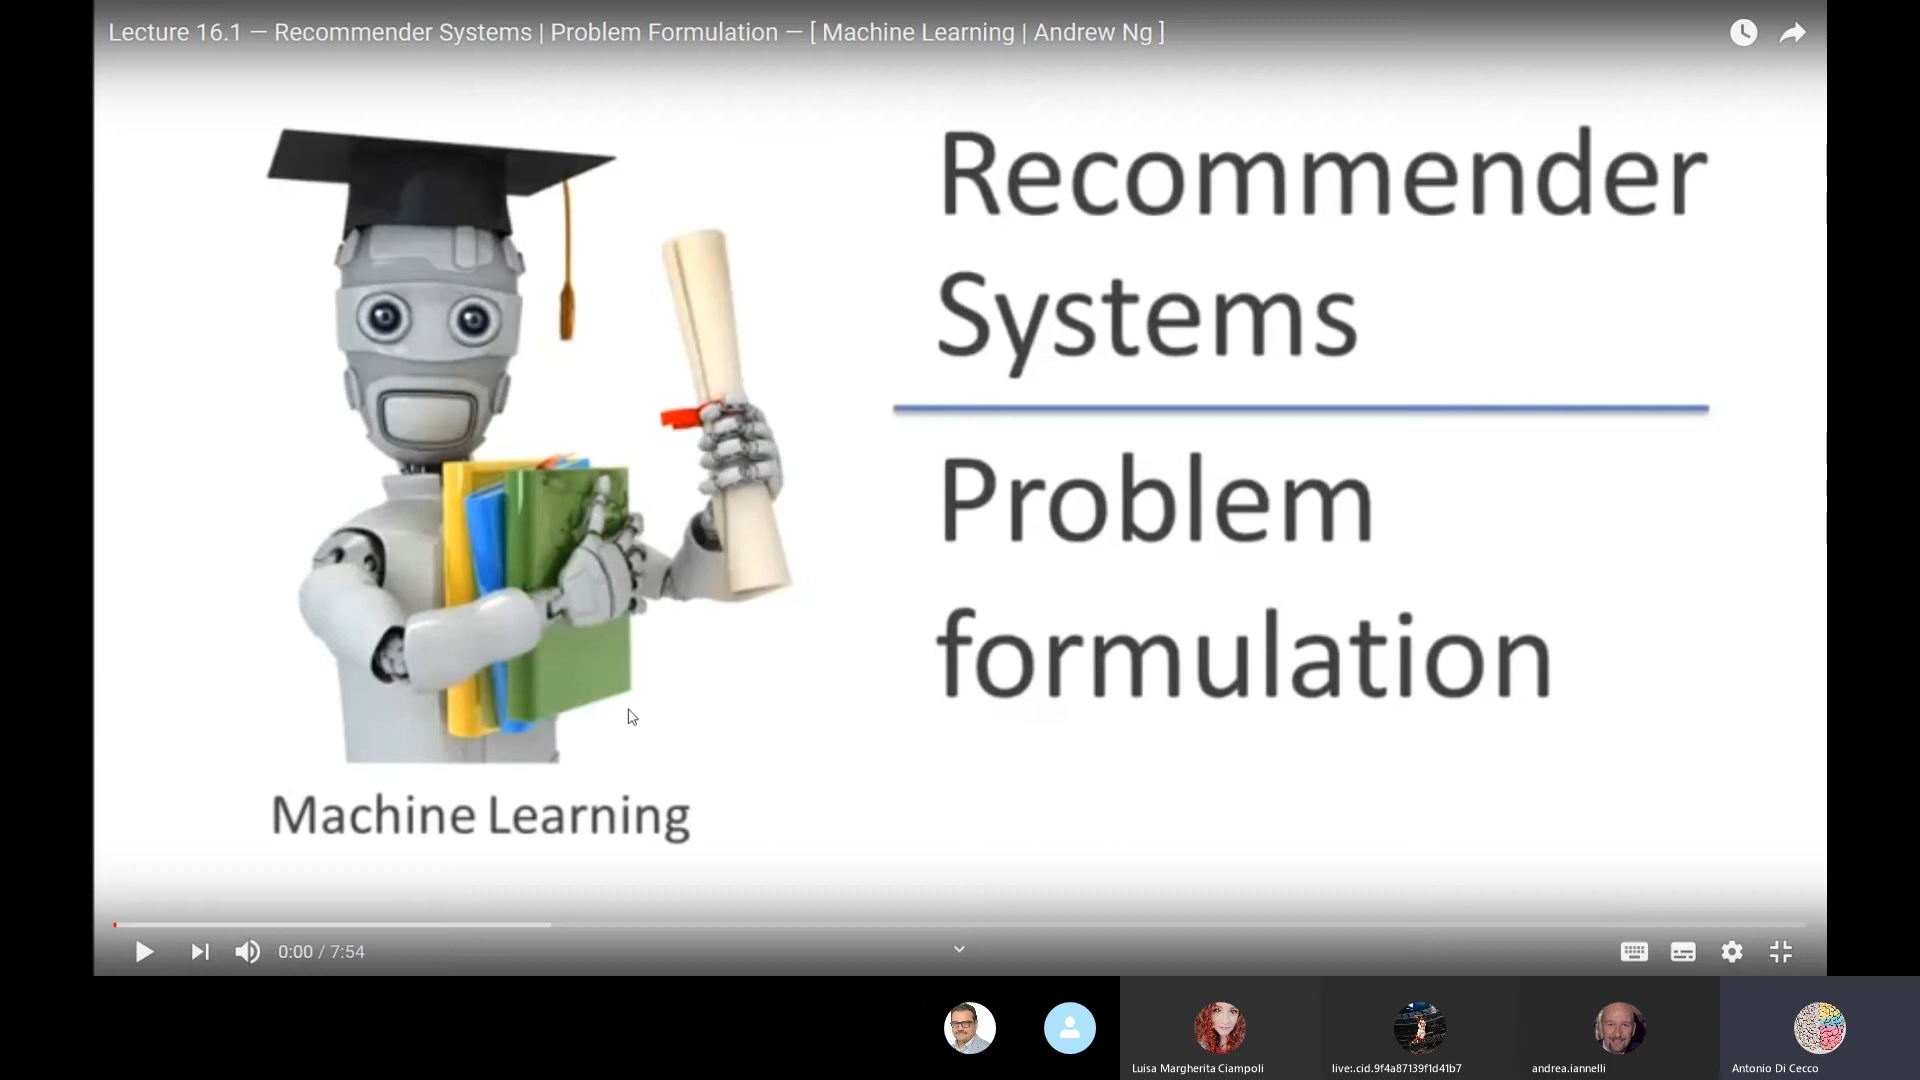 Lecture 16.1 — Recommender Systems | Problem Formulation — [ Machine Learning | Andrew Ng ]
Recommender
Systems
Problem
formulation
Machine Learning
0:00 / 7:54
Luisa Margherita Ciampoli
live:.cid.9f4a87139f1d41b7
andrea.iannelli
Antonio Di Cecco